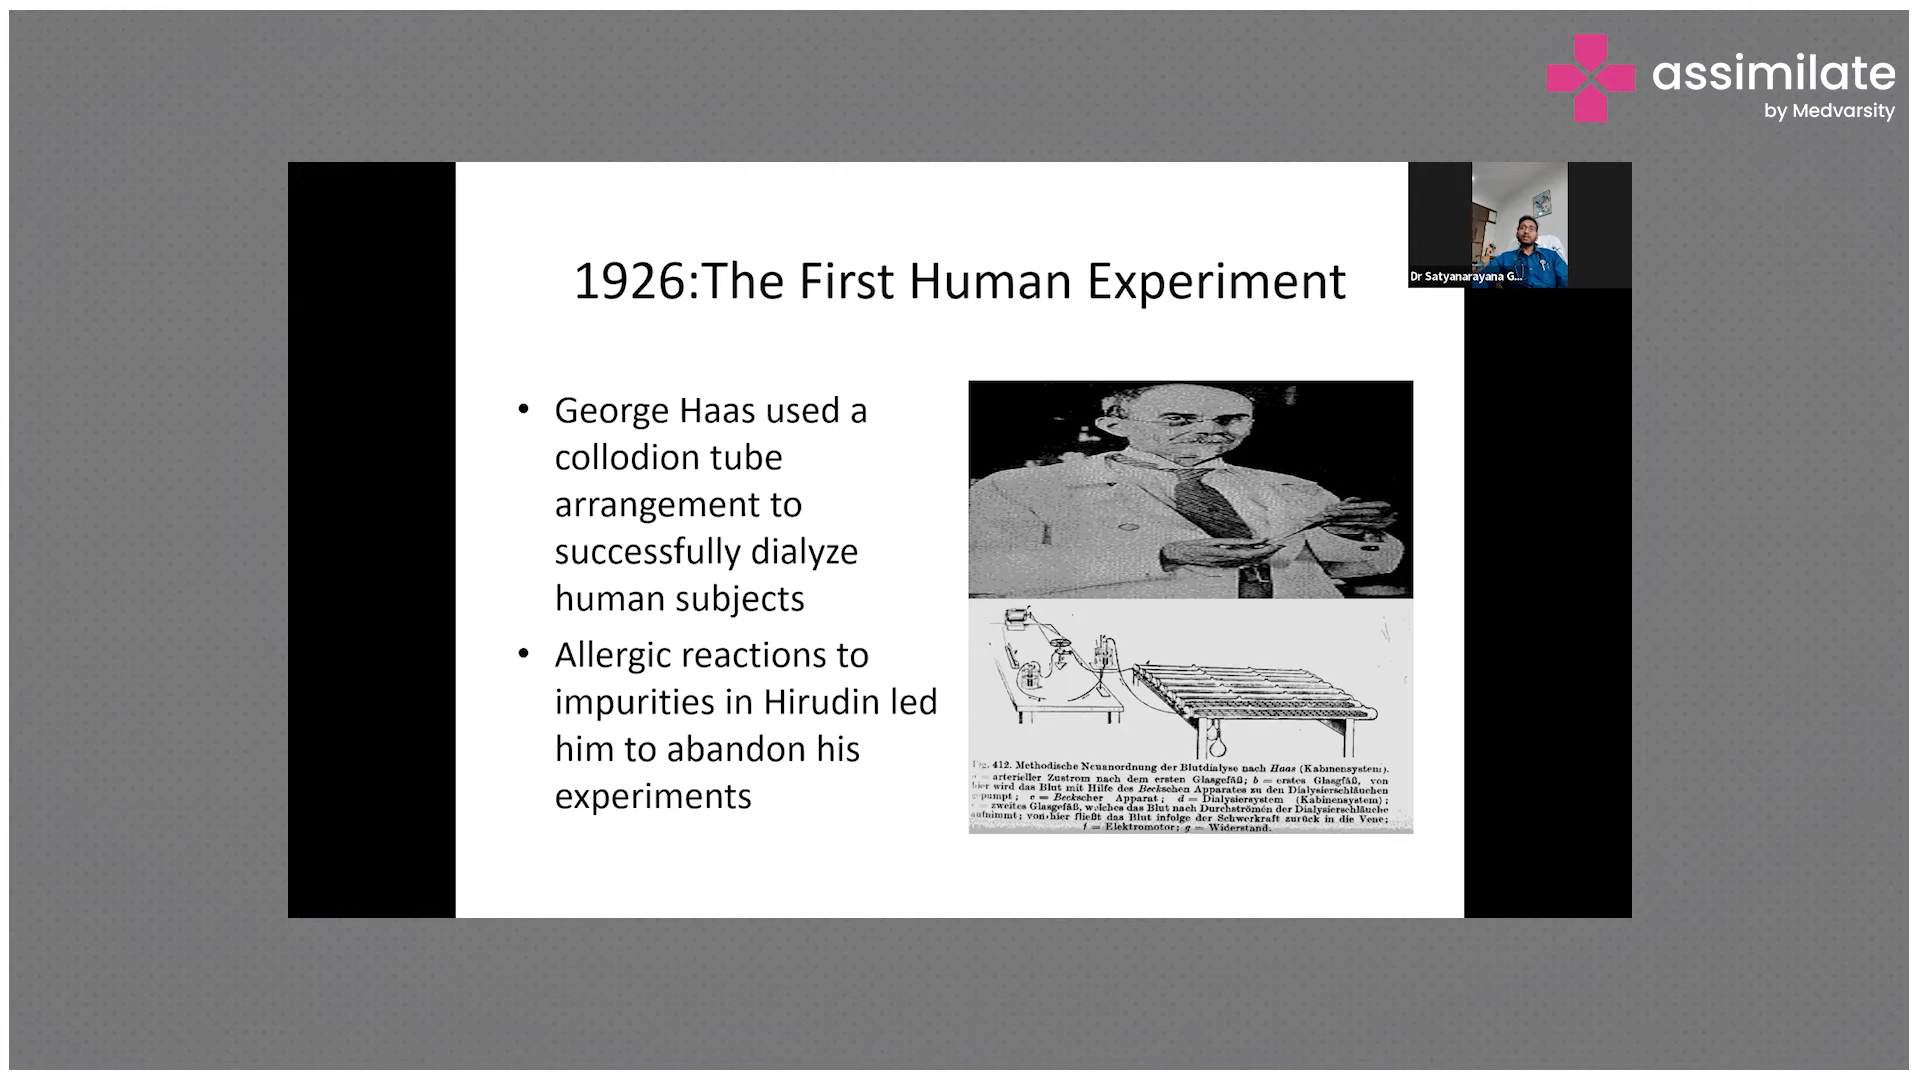 assimilate
by Medvarsity
Dr Satyanarayana G...
1926:The First Human Experiment
• George Haas used a
collodion tube
arrangement to
successfully dialyze
human subjects
• Allergic reactions to
impurities in Hirudin led
him to abandon his
experiments
Fig. 412. Methodische Neuanordnung der Blutdialyse nach Haas (Kabinensystem).
= arterieller Zustrom nach dem ersten Glasgefäß; b = erstes Glasgfäß, von
hier wird das Blut mit Hilfe des Beckschen Apparates zu den Dialysierschläuchen
gepumpt; c = Beckscher Apparat; d = Dialysiersystem (Kabinensystem);
= zweites Glasgefäß, welches das Blut nach Durchströmen der Dialysierschläuche
aufnimmt; von hier fließt das Blut infolge der Schwerkraft zurück in die Vene;
f = Elektromotor; g = Widerstand.